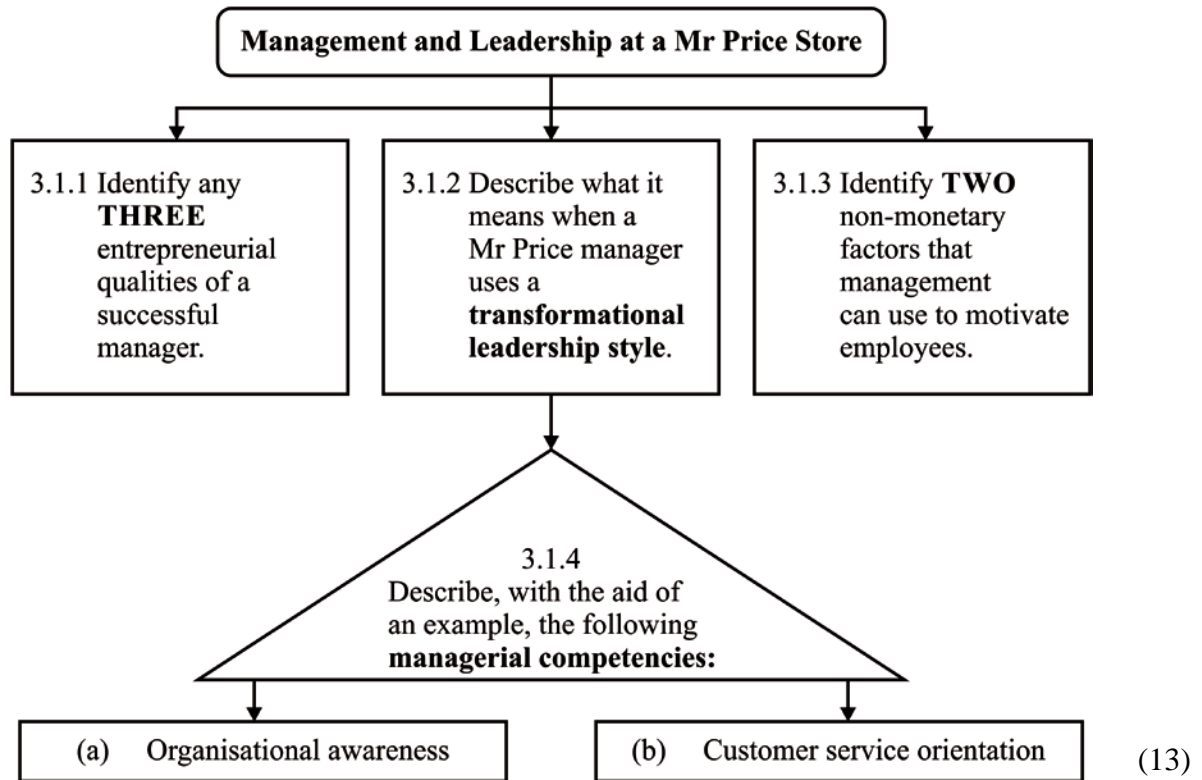 Management and Leadership at a Mr Price Store
3.1.1 Identify any
THREE
entrepreneurial
qualities of a
successful
manager.
3.1.2 Describe what it
means when a
Mr Price manager
uses a
transformational
leadership style.
3.1.3 Identify TWO
non-monetary
factors that
management
can use to motivate
employees.
3.1.4
Describe, with the aid of
an example, the following
managerial competencies:
(a) Organisational awareness
(b) Customer service orientation
(13)